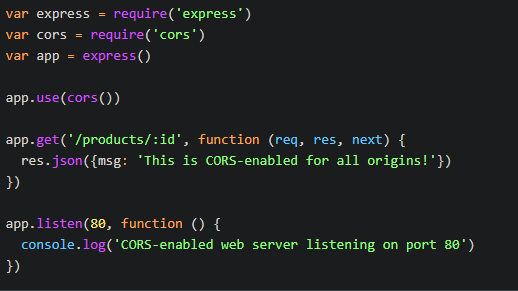 var express = require('express')
var cors = require('cors')
var app = express()

app.use(cors())

app.get('/products/:id', function (req, res, next) {
  res.json({msg: 'This is CORS-enabled for all origins!'})
})

app.listen(80, function () {
  console.log('CORS-enabled web server listening on port 80')
})